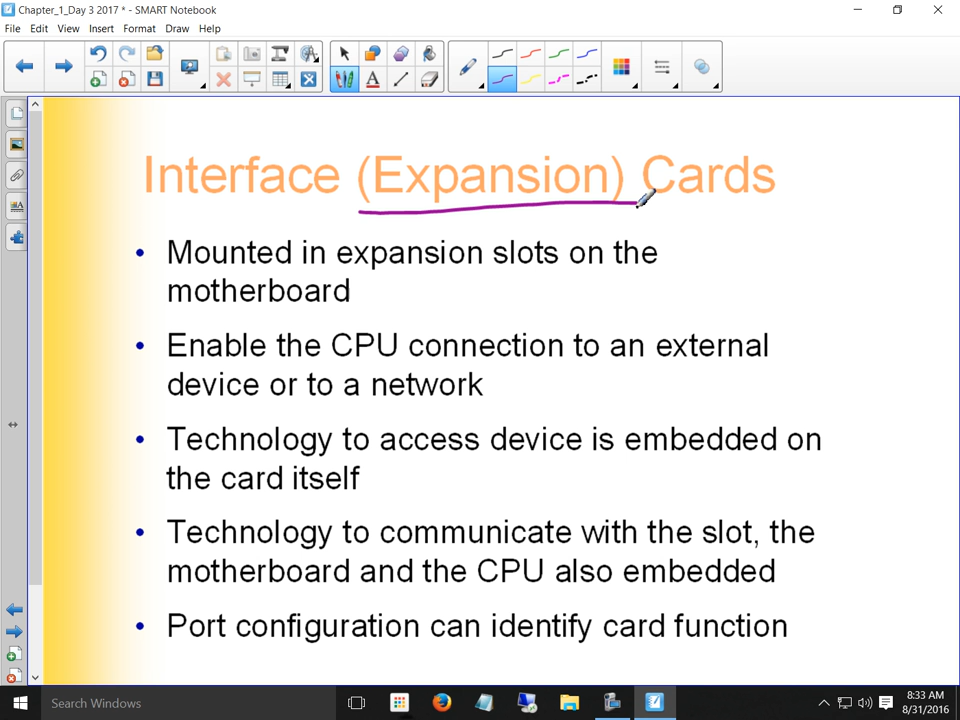 Chapter_1_Day 3 2017 * - SMART Notebook
File Edit View Insert Format Draw Help
Interface (Expansion) Cards
• Mounted in expansion slots on the
motherboard
• Enable the CPU connection to an external
device or to a network
• Technology to access device is embedded on
the card itself
• Technology to communicate with the slot, the
motherboard and the CPU also embedded
• Port configuration can identify card function
Search Windows
8:33 AM
8/31/2016